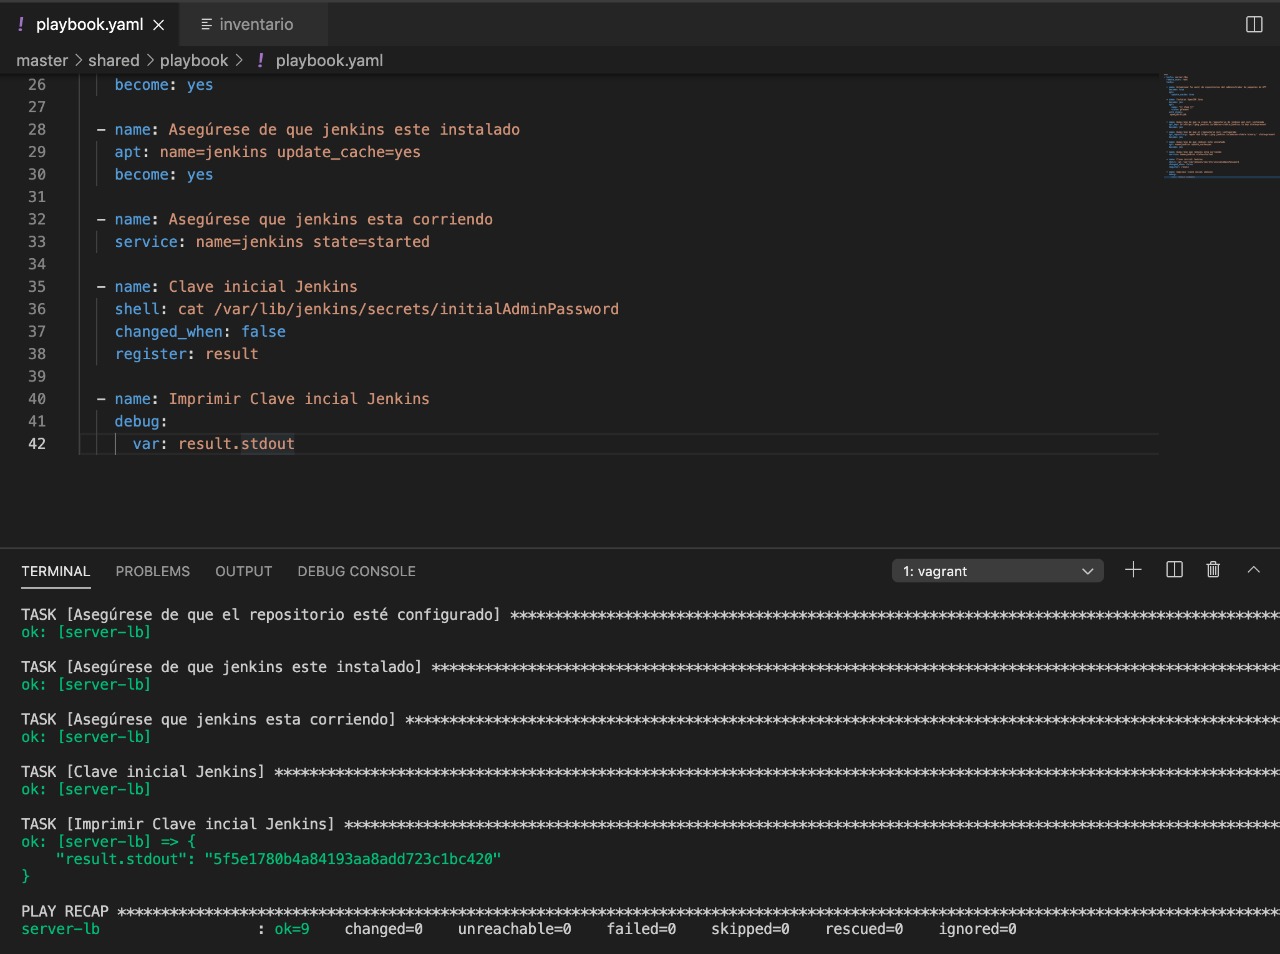 ! playbook.yaml × inventario
master > shared > playbook > ! playbook.yaml
26 become: yes
27
28 - name: Asegúrese de que jenkins este instalado
29 apt: name=jenkins update_cache=yes
30 become: yes
31
32 - name: Asegúrese que jenkins esta corriendo
33 service: name=jenkins state=started
34
35 - name: Clave inicial Jenkins
36 shell: cat /var/lib/jenkins/secrets/initialAdminPassword
37 changed_when: false
38 register: result
39
40 - name: Imprimir Clave incial Jenkins
41 debug:
42 var: result.stdout
TERMINAL PROBLEMS OUTPUT DEBUG CONSOLE 1: vagrant
TASK [Asegúrese de que el repositorio esté configurado] ****************************************************************************************
ok: [server-lb]
TASK [Asegúrese de que jenkins este instalado] *************************************************************************************************
ok: [server-lb]
TASK [Asegúrese que jenkins esta corriendo] ****************************************************************************************************
ok: [server-lb]
TASK [Clave inicial Jenkins] *******************************************************************************************************************
ok: [server-lb]
TASK [Imprimir Clave incial Jenkins] ***********************************************************************************************************
ok: [server-lb] => {
"result.stdout": "5f5e1780b4a84193aa8add723c1bc420"
}
PLAY RECAP *************************************************************************************************************************************
server-lb : ok=9 changed=0 unreachable=0 failed=0 skipped=0 rescued=0 ignored=0